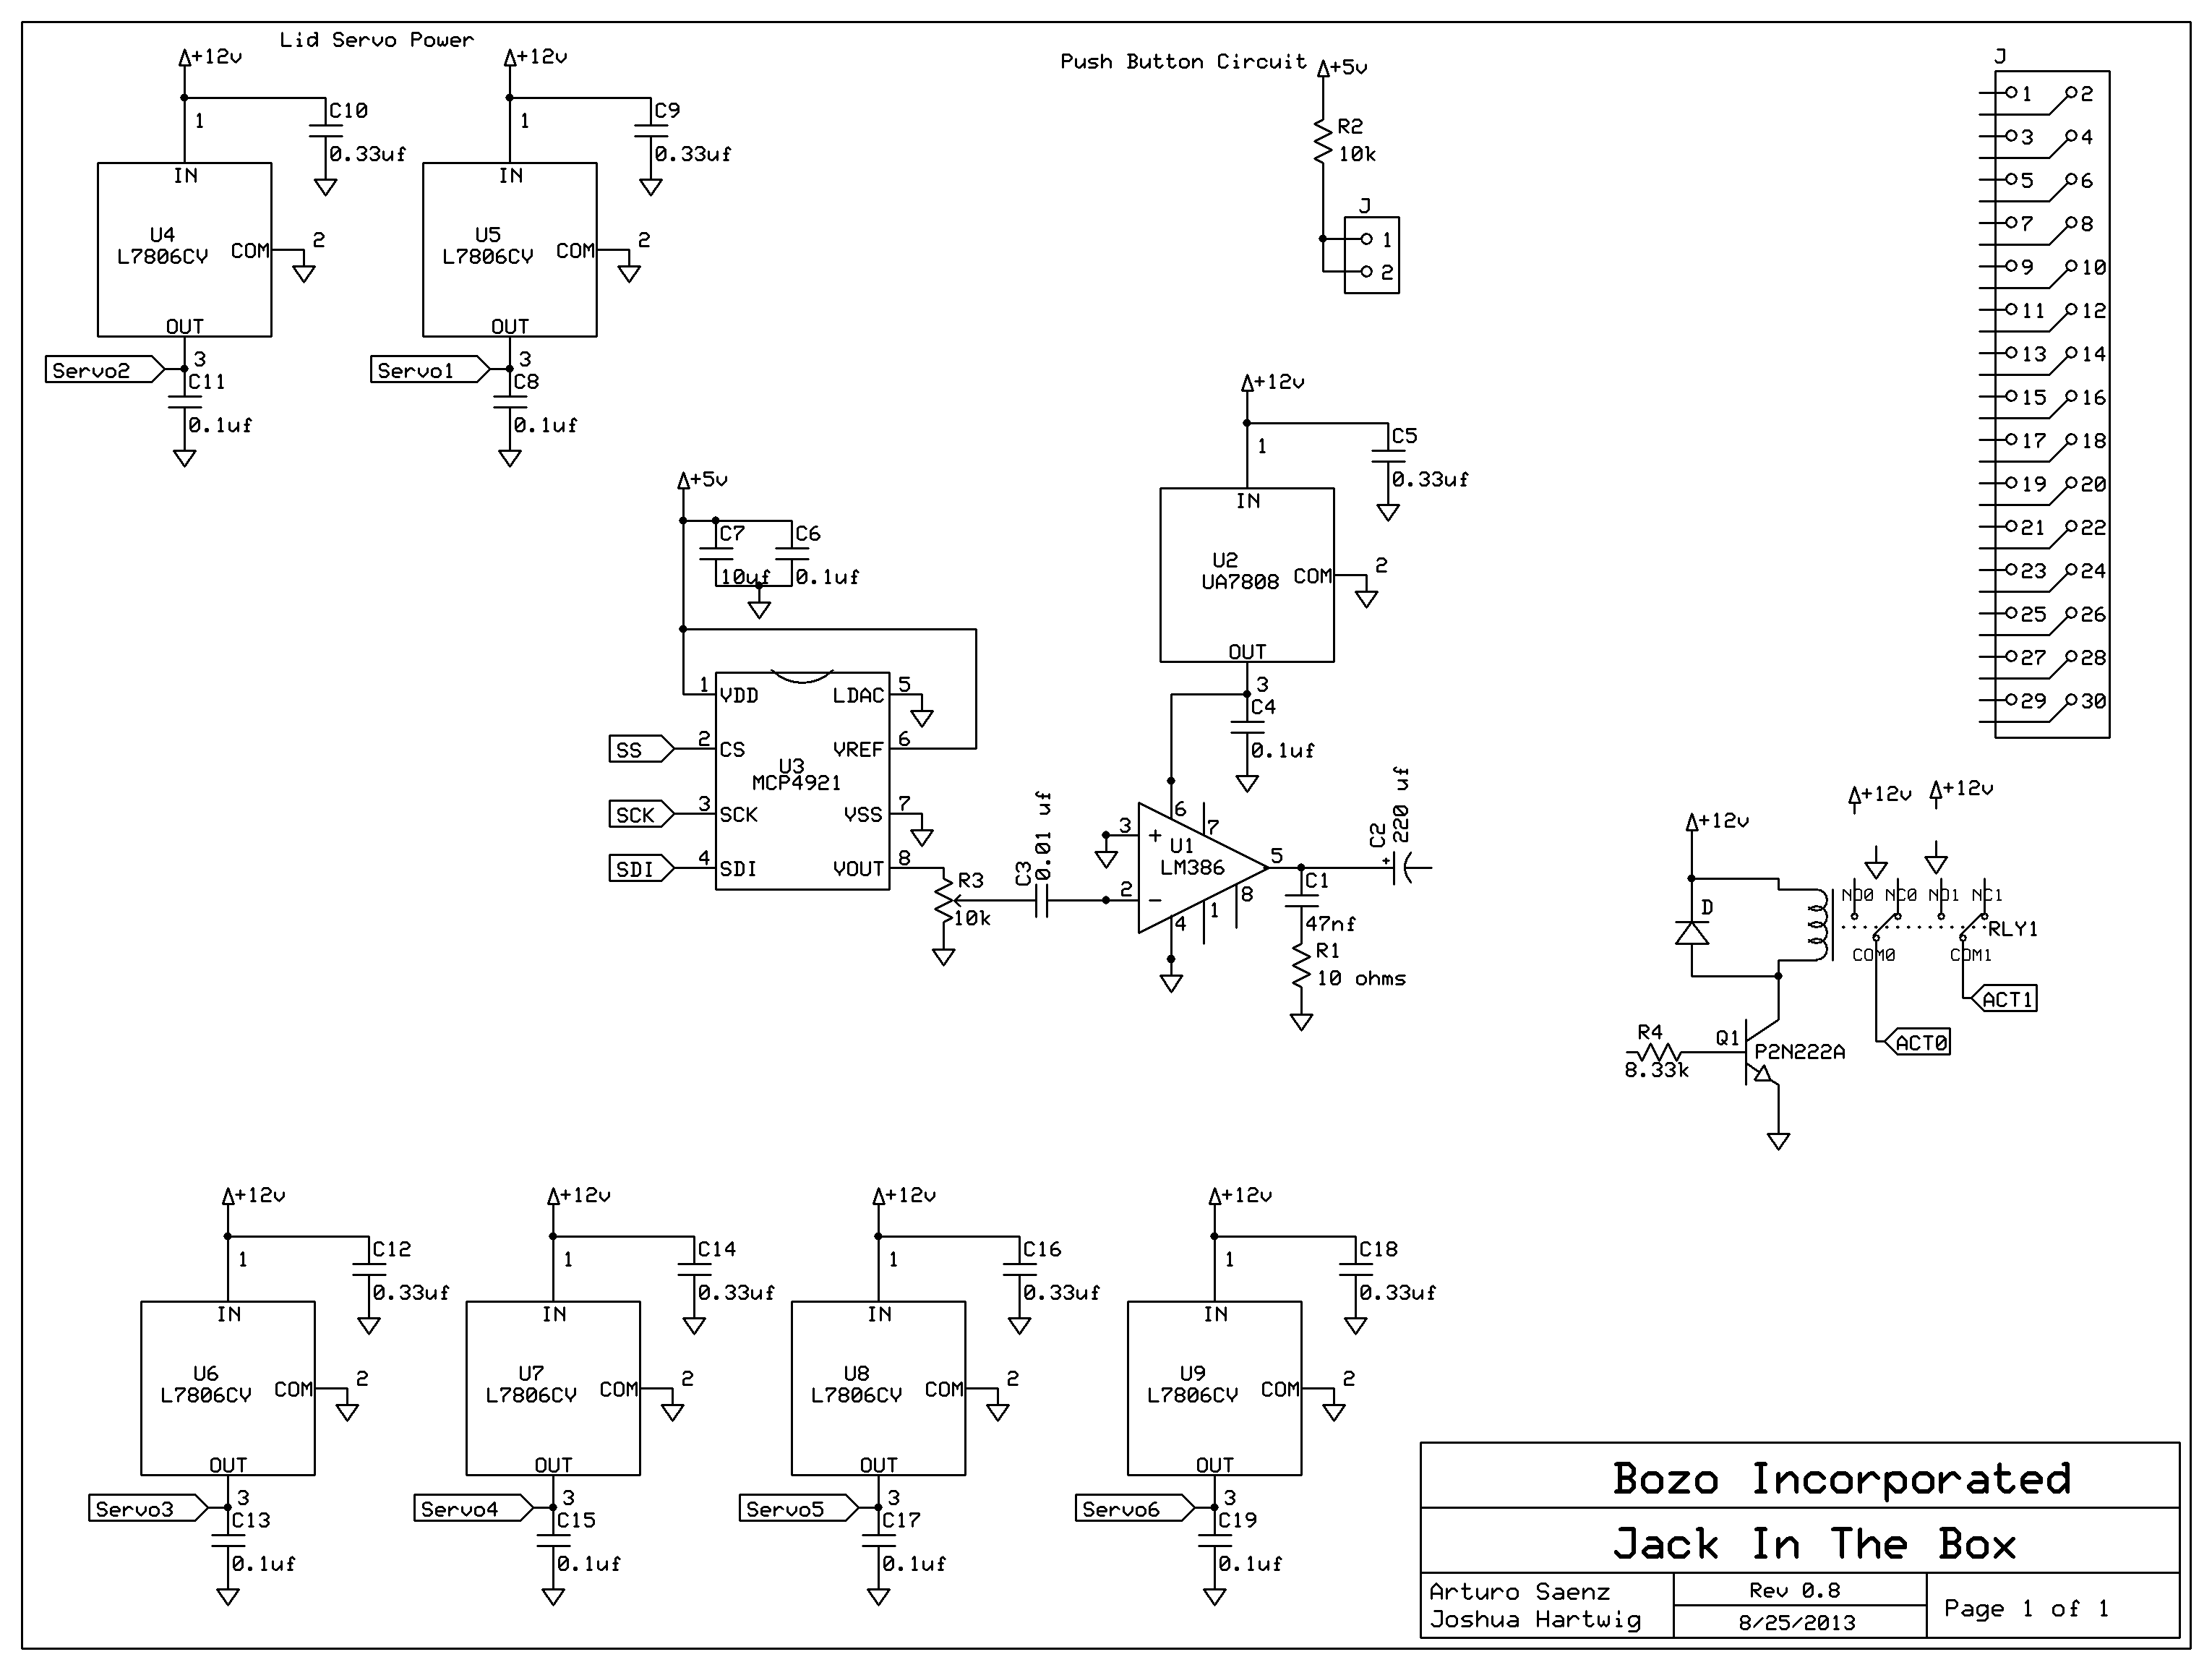 Lid Servo Power
+12v
1
C10
0.33uf
IN
U4
L7806CV
COM
2
OUT
3
Servo2
C11
0.1uf
+12v
1
C9
0.33uf
IN
U5
L7806CV
COM
2
OUT
3
Servo1
C8
0.1uf
Push Button Circuit
+5v
R2
10k
J
1
2
J
1 2
3 4
5 6
7 8
9 10
11 12
13 14
15 16
17 18
19 20
21 22
23 24
25 26
27 28
29 30
+5v
C7
10uf
C6
0.1uf
1 VDD
LDAC 5
SS
2 CS
VREF 6
U3
MCP4921
SCK
3 SCK
VSS 7
SDI
4 SDI
VOUT 8
R3
10k
C3
0.01 uf
+12v
1
C5
0.33uf
IN
U2
UA7808
COM
2
OUT
3
C4
0.1uf
6
7
3 +
U1
LM386
2 -
4
1
8
5
C2
220 uf
+
C1
47nf
R1
10 ohms
+12v
+12v
+12v
D
NO0 NC0 NO1 NC1
RLY1
COM0 COM1
ACT1
ACT0
R4
8.33k
Q1
P2N222A
+12v
1
C12
0.33uf
IN
U6
L7806CV
COM
2
OUT
3
Servo3
C13
0.1uf
+12v
1
C14
0.33uf
IN
U7
L7806CV
COM
2
OUT
3
Servo4
C15
0.1uf
+12v
1
C16
0.33uf
IN
U8
L7806CV
COM
2
OUT
3
Servo5
C17
0.1uf
+12v
1
C18
0.33uf
IN
U9
L7806CV
COM
2
OUT
3
Servo6
C19
0.1uf
Bozo Incorporated
Jack In The Box
Arturo Saenz
Joshua Hartwig
Rev 0.8
8/25/2013
Page 1 of 1